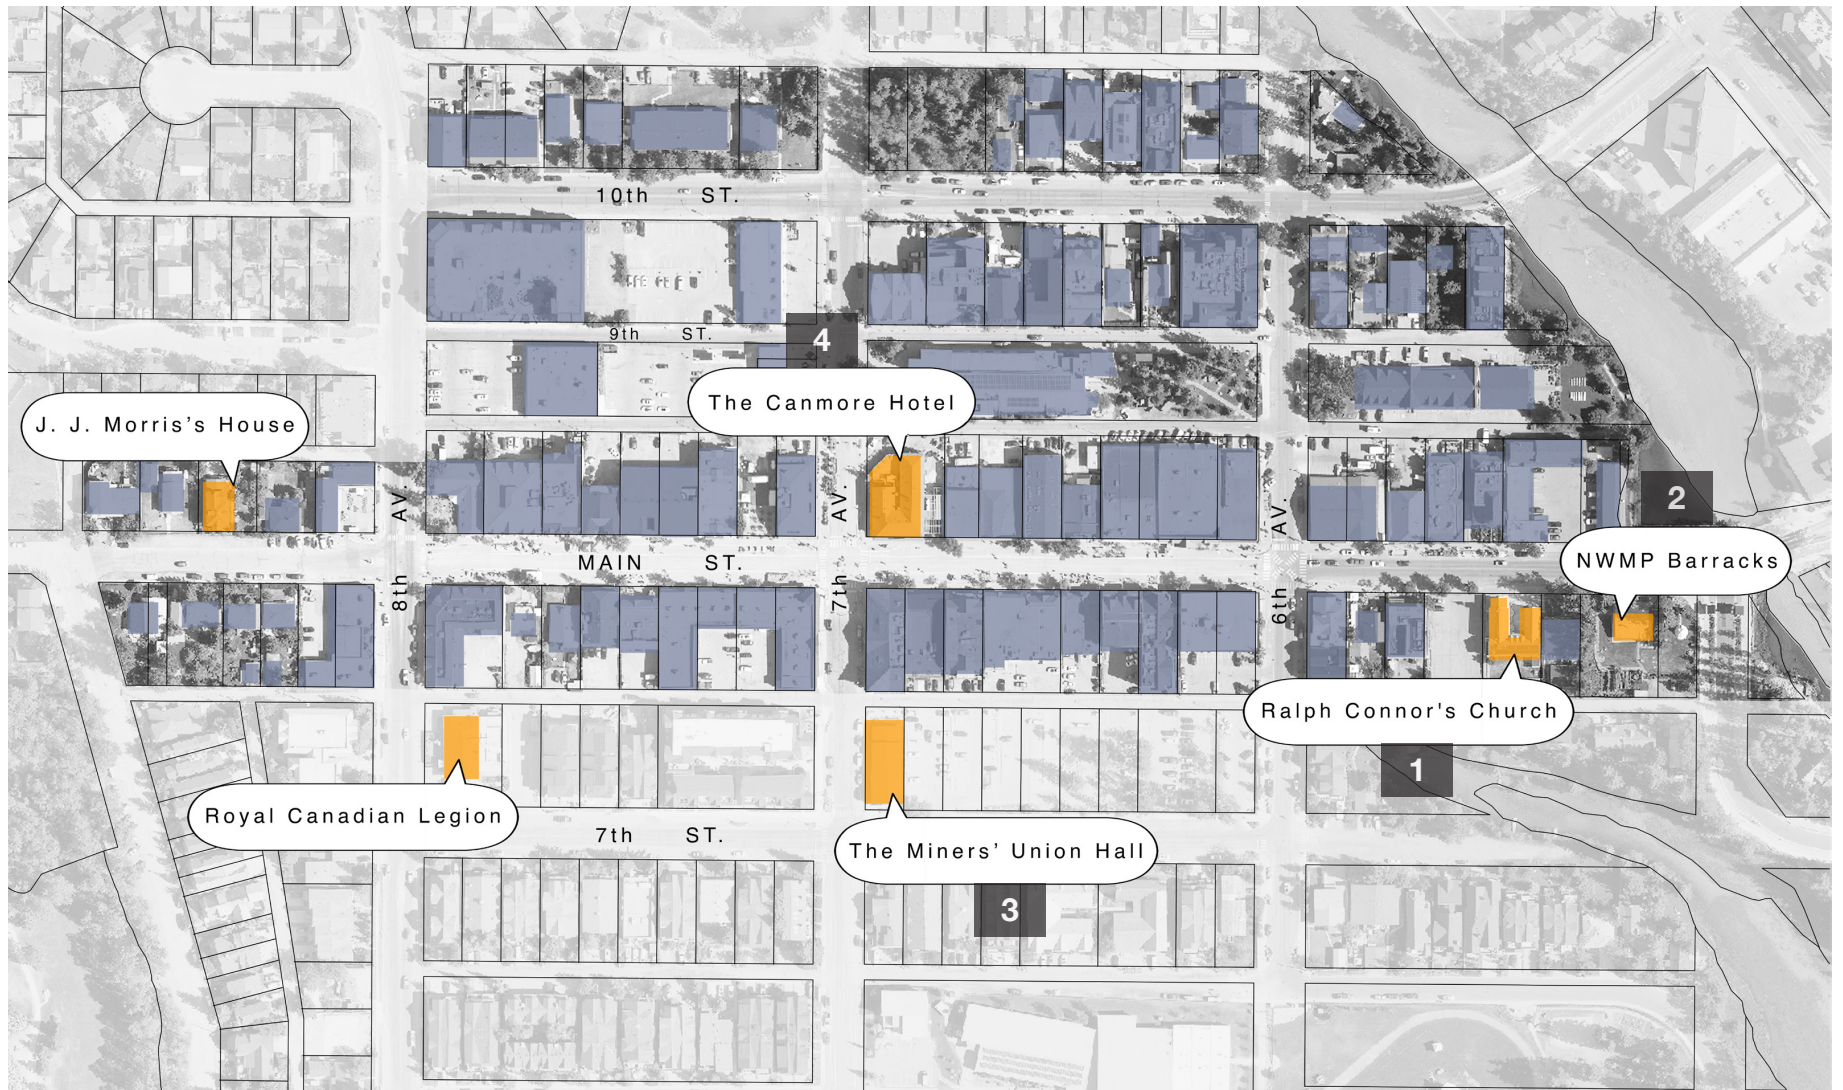 10th ST.
9th ST.
4
The Canmore Hotel
J. J. Morris's House
AV.
AV.
AV.
2
NWMP Barracks
MAIN ST.
8th
7th
6th
Ralph Connor's Church
1
Royal Canadian Legion
7th ST.
The Miners’ Union Hall
3